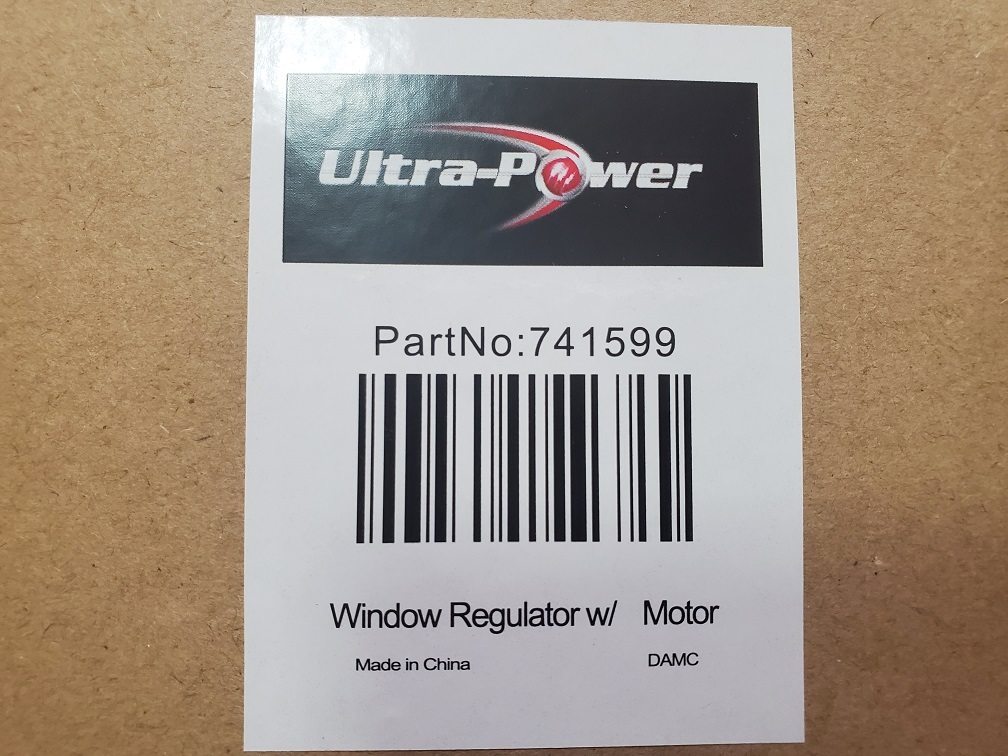 Ultra-Power
PartNo:741599
Window Regulator w/ Motor
Made in China DAMC